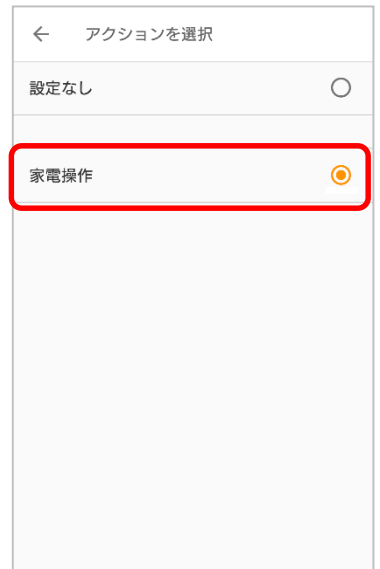 アクションを選択
設定なし
家電操作